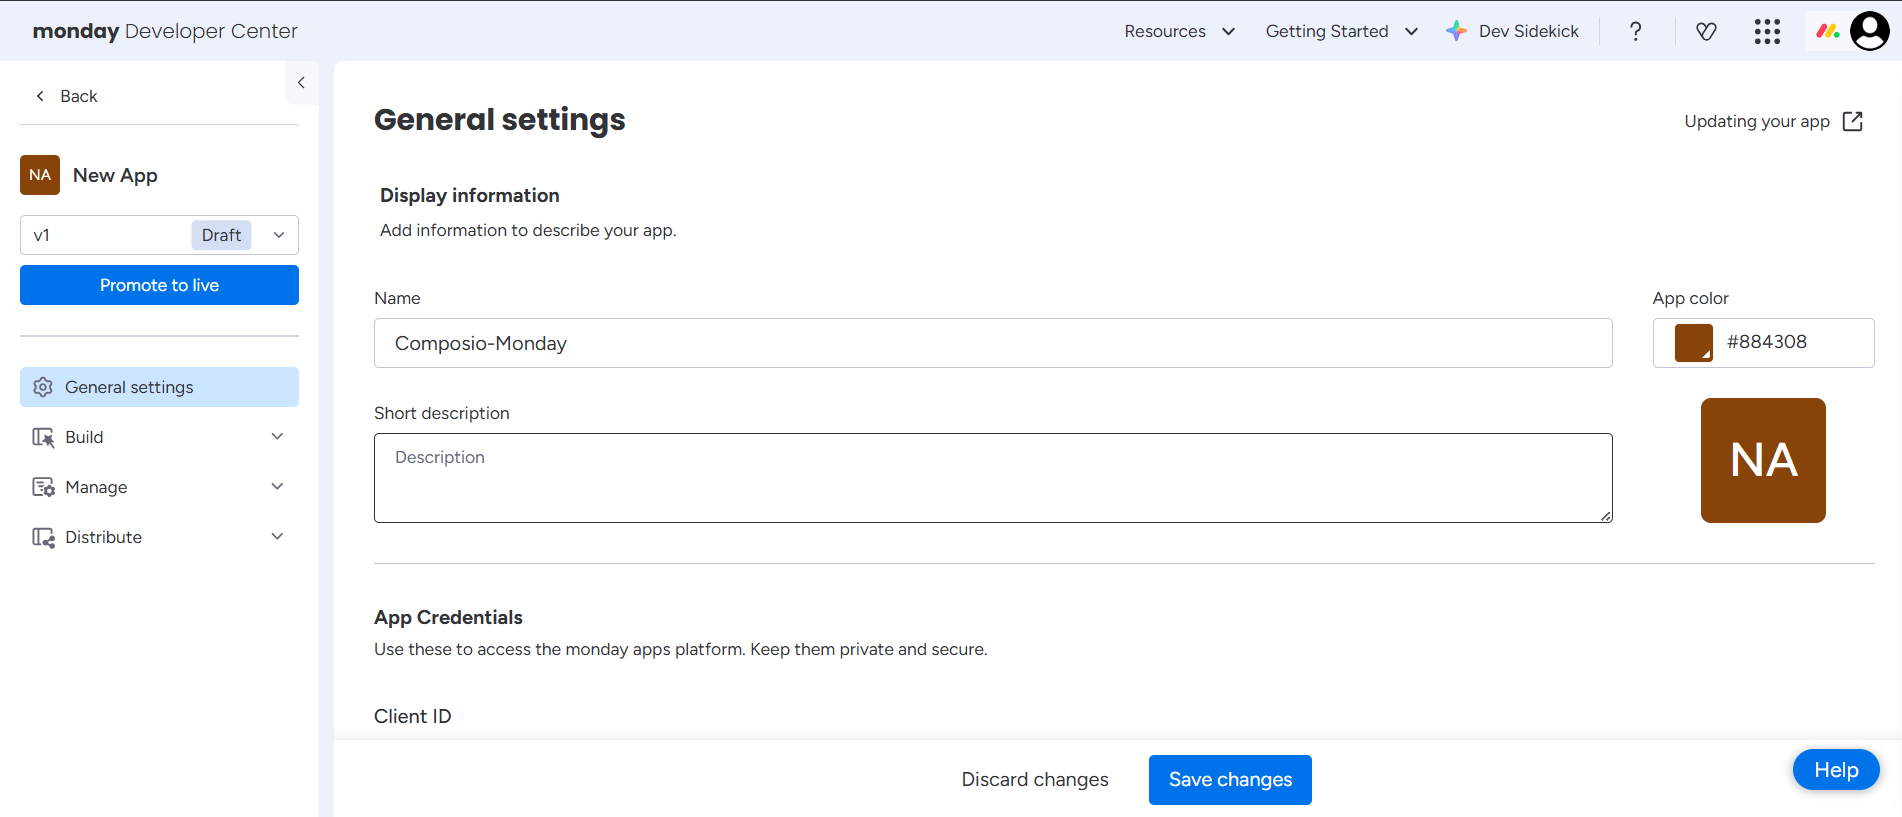 monday Developer Center
Resources
Getting Started
Dev Sidekick
?
Back
NA
New App
v1
Draft
Promote to live
General settings
Build
Manage
Distribute
General settings
Updating your app
Display information
Add information to describe your app.
Name
App color
Composio-Monday
#884308
Short description
Description
NA
App Credentials
Use these to access the monday apps platform. Keep them private and secure.
Client ID
Discard changes
Save changes
Help